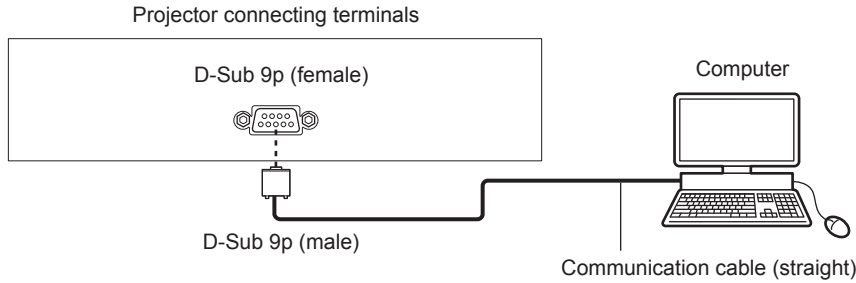 Projector connecting terminals
D-Sub 9p (female)
Computer
D-Sub 9p (male)
Communication cable (straight)